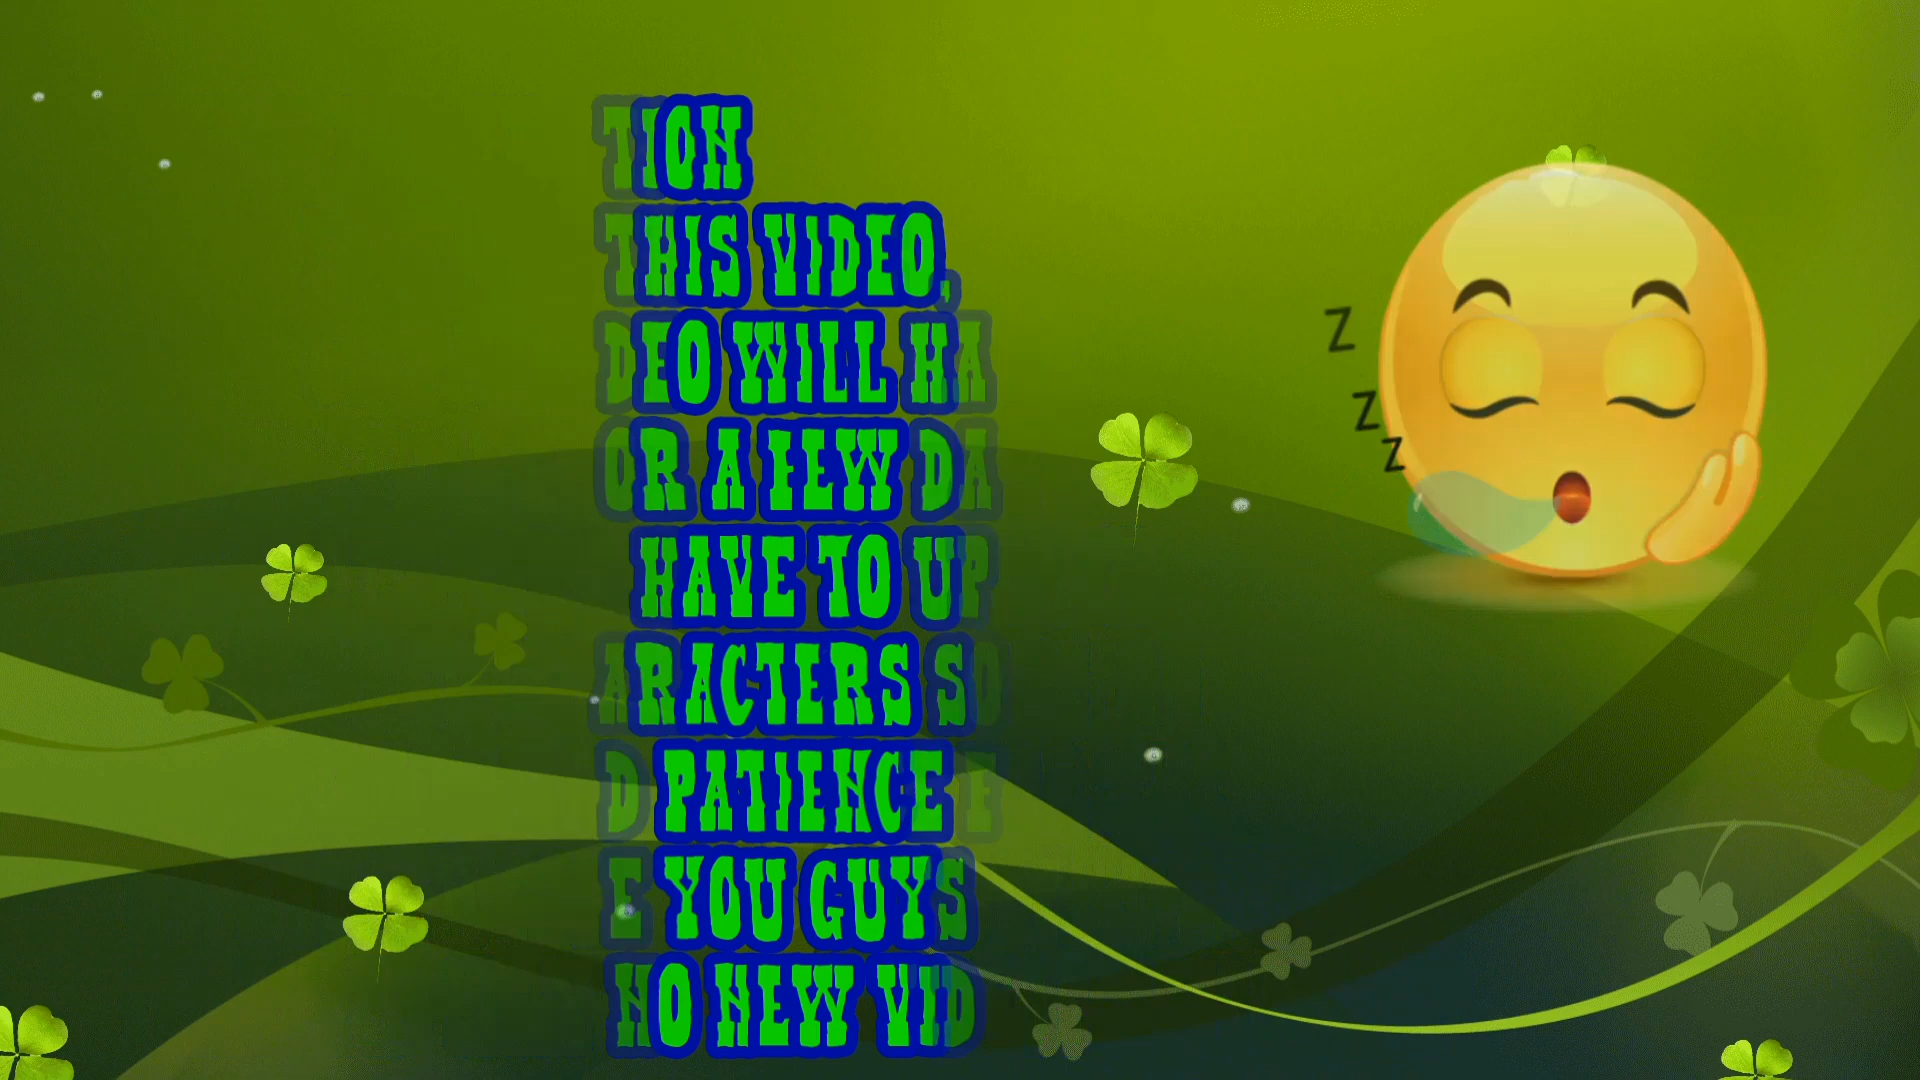 TION
THIS VIDEO,
DEO WILL HA
OR A FEW DA
HAVE TO UP
ARACTERS SO
D PATIENCE F
E YOU GUYS
NO NEW VID
Z
Z
Z